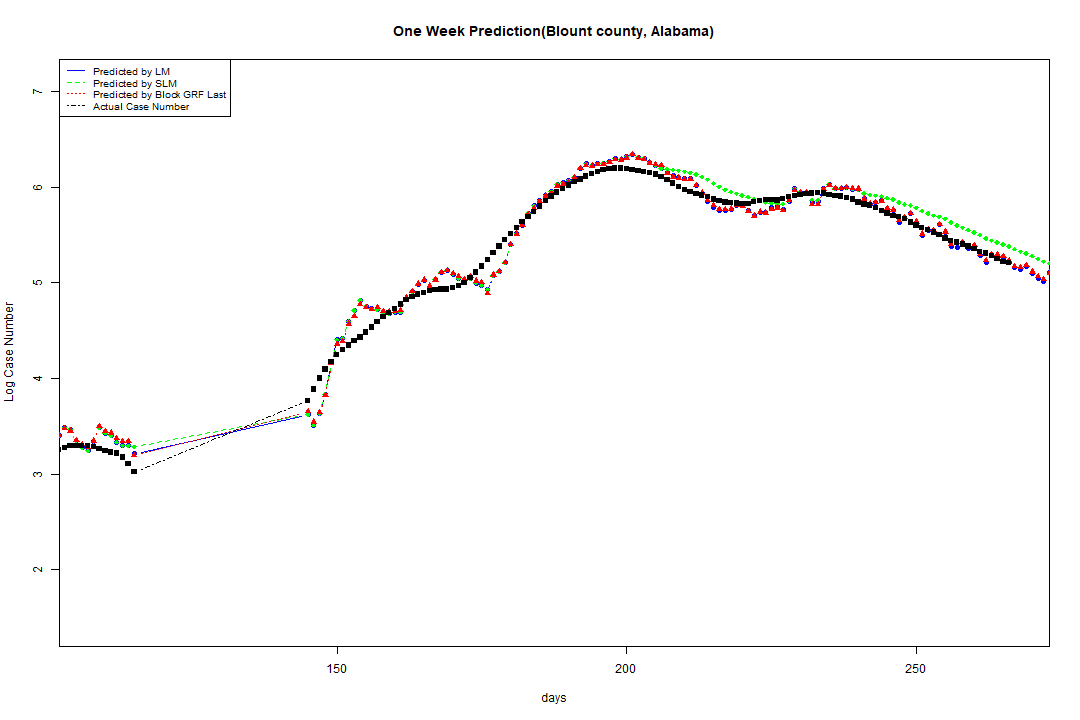 One Week Prediction(Blount county, Alabama)
Predicted by LM
Predicted by SLM
Predicted by Block GRF Last
Actual Case Number
7
6
5
4
3
2
Log Case Number
150
200
250
days